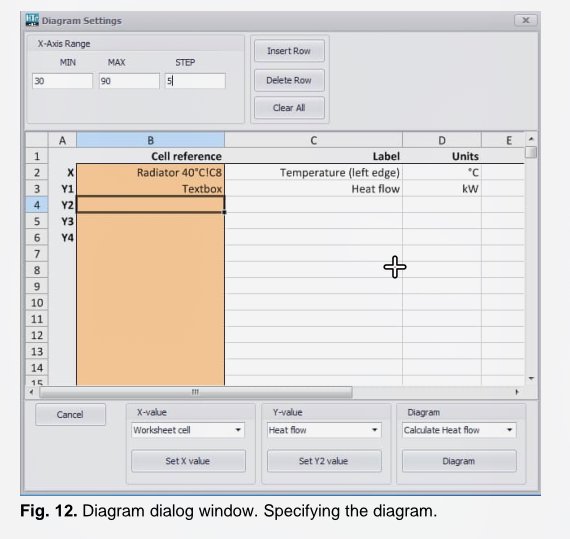 Diagram Settings
X-Axis Range
MIN MAX STEP
30 90 5
Insert Row
Delete Row
Clear All
A B C D E
1 Cell reference Label Units
2 X Radiator 40°C!C8 Temperature (left edge) °C
3 Y1 Textbox Heat flow kW
4 Y2
5 Y3
6 Y4
7
8
9
10
11
12
13
14
15
Cancel X-value Y-value Diagram
Worksheet cell Heat flow Calculate Heat flow
Set X value Set Y2 value Diagram
Fig. 12. Diagram dialog window. Specifying the diagram.